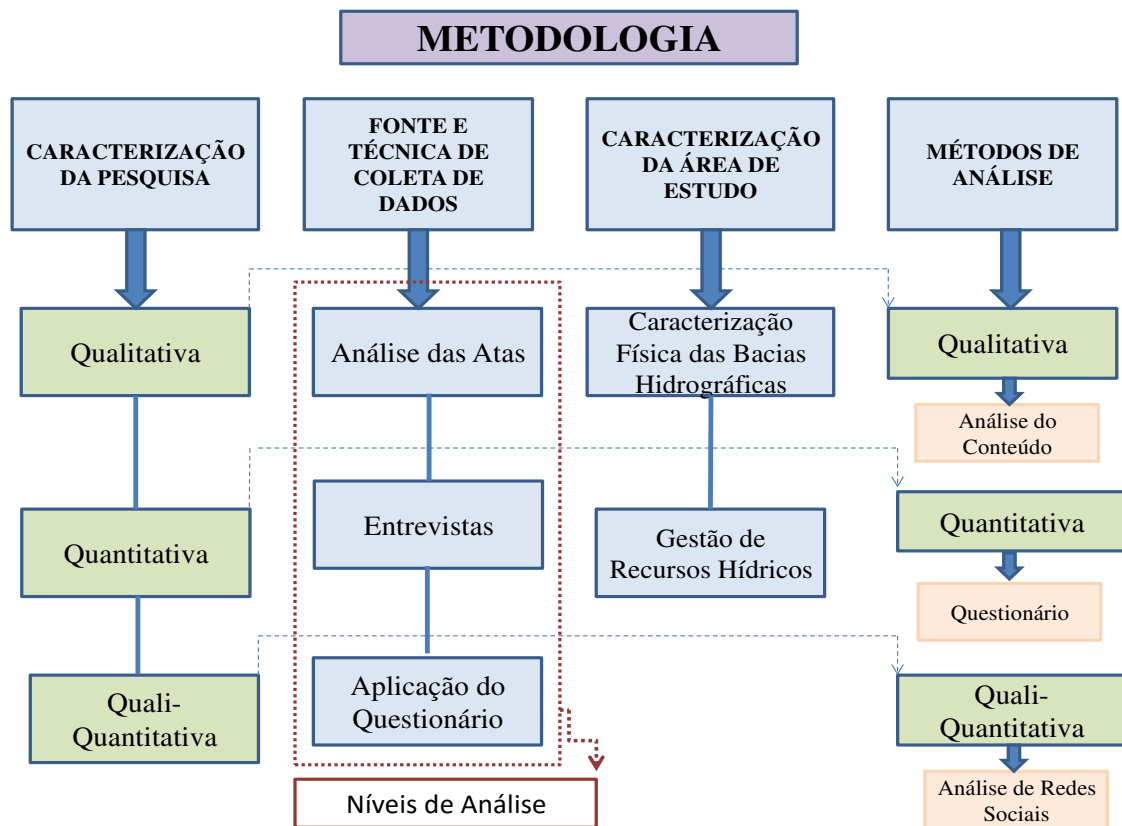 METODOLOGIA
CARACTERIZAÇÃO
DA PESQUISA
FONTE E
TÉCNICA DE
COLETA DE
DADOS
CARACTERIZAÇÃO
DA ÁREA DE
ESTUDO
MÉTODOS DE
ANÁLISE
Qualitativa
Quantitativa
Quali-
Quantitativa
Análise das Atas
Entrevistas
Aplicação do
Questionário
Níveis de Análise
Caracterização
Física das Bacias
Hidrográficas
Gestão de
Recursos Hídricos
Qualitativa
Análise do
Conteúdo
Quantitativa
Questionário
Quali-
Quantitativa
Análise de Redes
Sociais